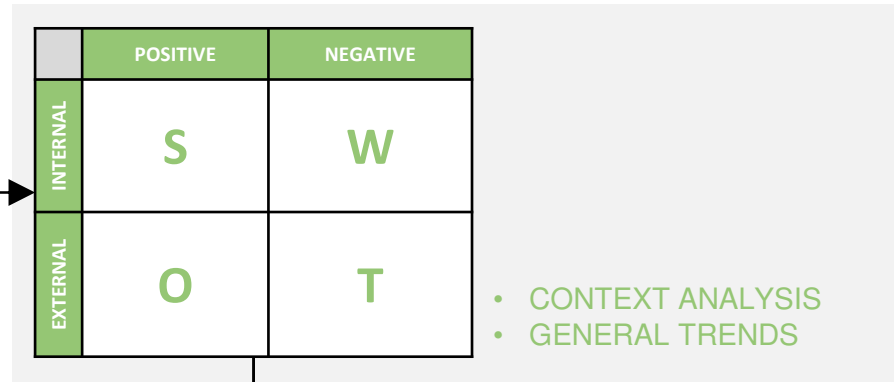 POSITIVE NEGATIVE
INTERNAL S W
EXTERNAL O T
• CONTEXT ANALYSIS
• GENERAL TRENDS